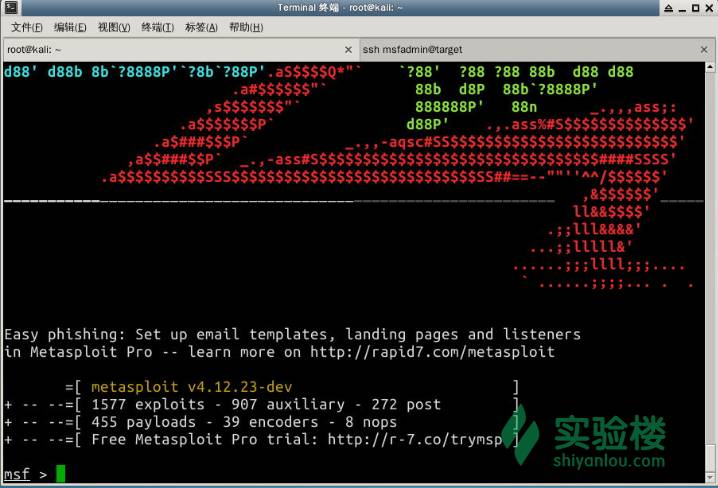 Terminal 终端 - root@kali: ~
文件(F) 编辑(E) 视图(V) 终端(T) 标签(A) 帮助(H)
root@kali: ~ ssh msfadmin@target
d88' d88b 8b`?8888P'`?8b`?88P'.aS$$$$Q*"` `?88' ?88 ?88 88b d88 d88
.a#$$$$$$"` 88b d8P 88b`?8888P'
,s$$$$$$$"` 888888P' 88n _.,,,ass;:
.a$$$$$$$P` d88P' .,.ass%#S$$$$$$$$$$$$$$'
.a$###$$$P` _.,,-aqsc#SS$$$$$$$$$$$$$$$$$$$$$$$$$$'
,a$$###$$P` _.,-ass#S$$$$$$$$$$$$$$$$$$$$$$$$$$$$$$####SSSS'
.a$$$$$$$$$$SSS$$$$$$$$$$$$$$$$$$$$$$$$$$$$SS##==--""''^^/$$$$$$'
,&$$$$$$'
ll&&$$$$'
.;;lll&&&&'
...;;lllll&'
......;;;llll;;;....
` ......;;;;... . .
Easy phishing: Set up email templates, landing pages and listeners
in Metasploit Pro -- learn more on http://rapid7.com/metasploit
=[ metasploit v4.12.23-dev ]
+ -- --=[ 1577 exploits - 907 auxiliary - 272 post ]
+ -- --=[ 455 payloads - 39 encoders - 8 nops ]
+ -- --=[ Free Metasploit Pro trial: http://r-7.co/trymsp ]
msf >
实验楼
shiyanlou.com